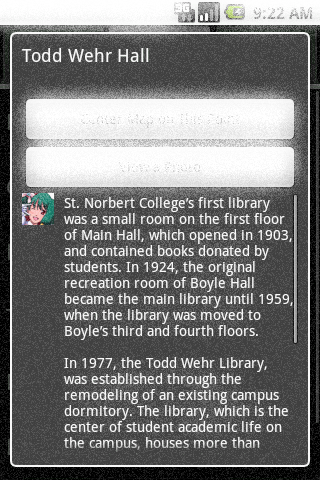 3G
9:22 AM
Todd Wehr Hall
Center Map on This Point
View a Photo
St. Norbert College's first library
was a small room on the first floor
of Main Hall, which opened in 1903,
and contained books donated by
students. In 1924, the original
recreation room of Boyle Hall
became the main library until 1959,
when the library was moved to
Boyle's third and fourth floors.
In 1977, the Todd Wehr Library,
was established through the
remodeling of an existing campus
dormitory. The library, which is the
center of student academic life on
the campus, houses more than